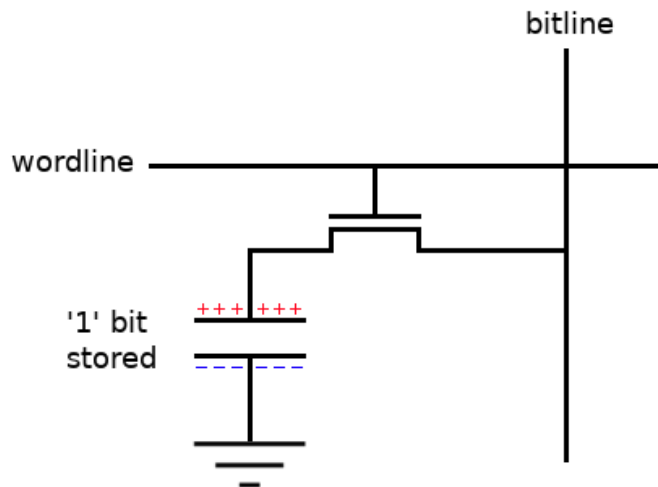 bitline
wordline
+++ +++
'1' bit
stored